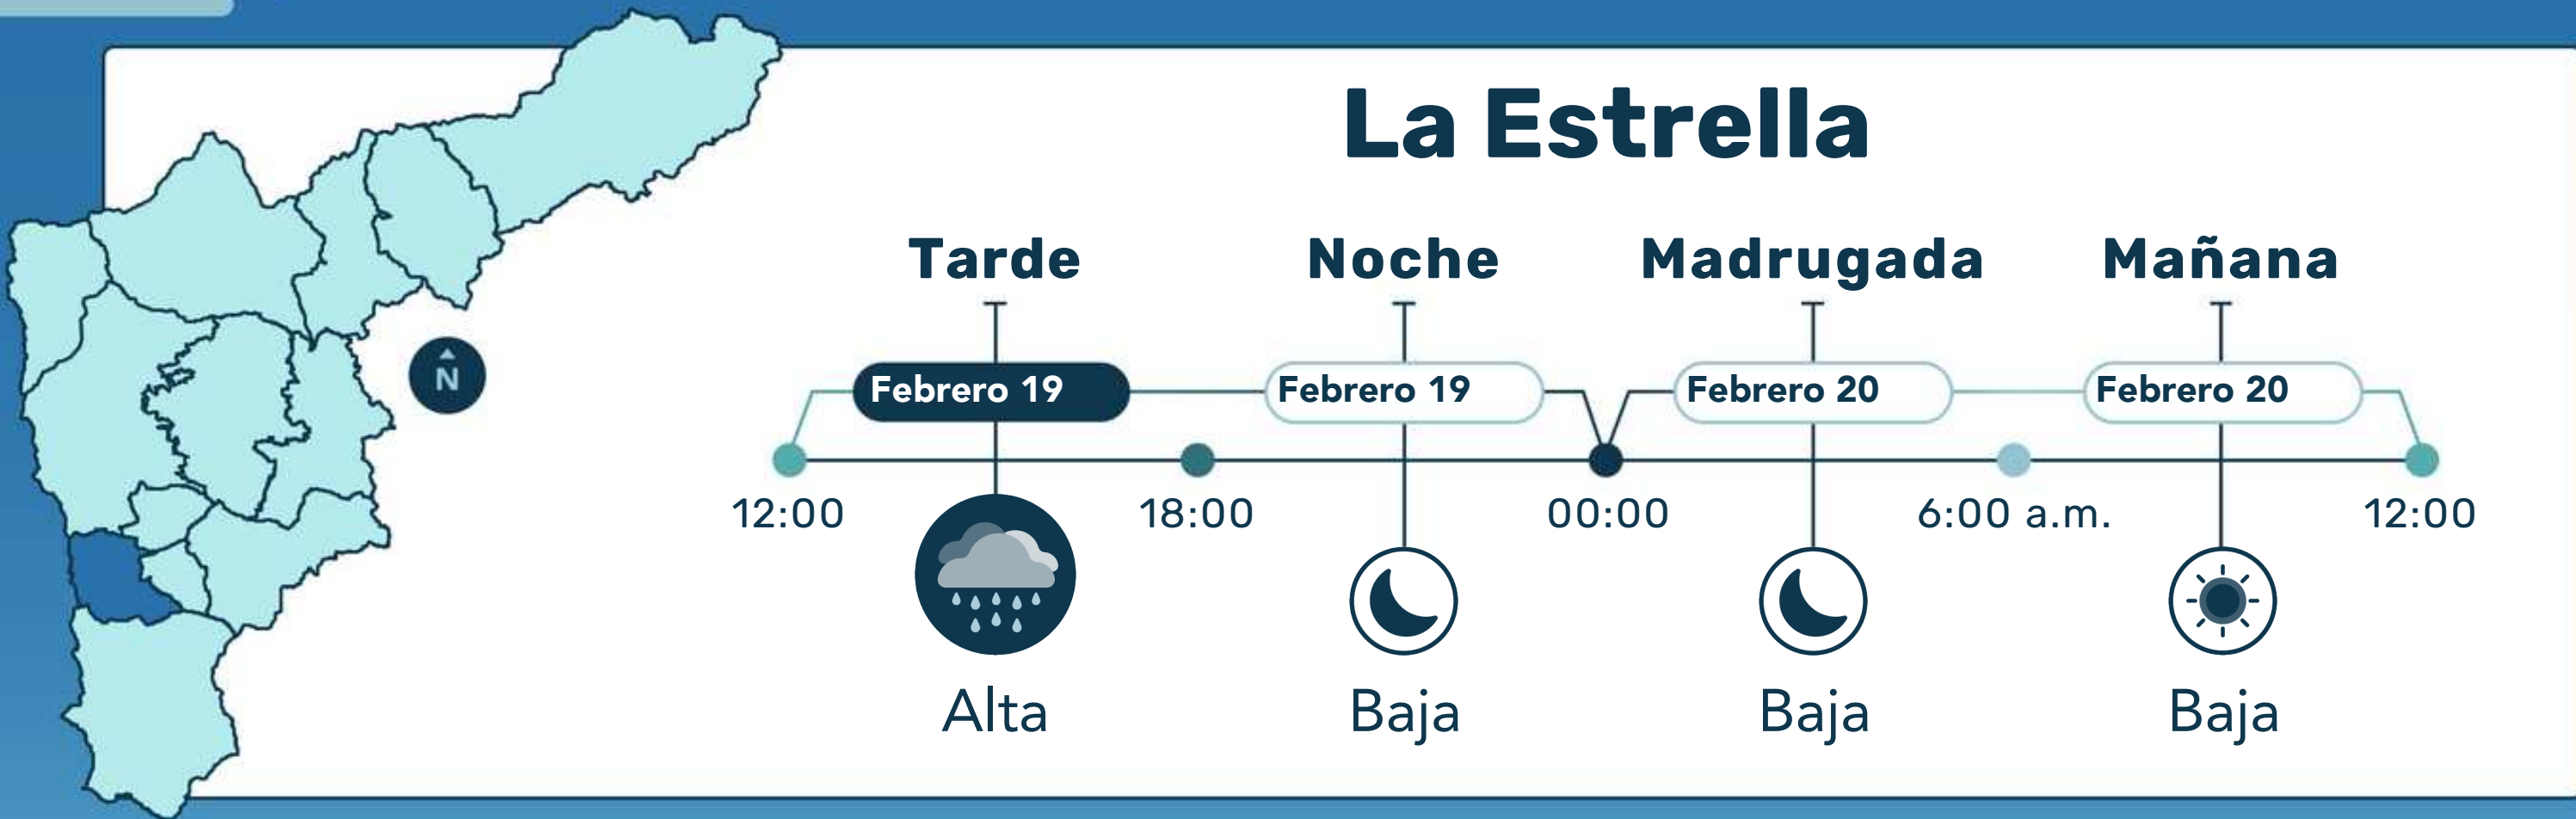 La Estrella
Tarde Noche Madrugada Mañana
N
Febrero 19 Febrero 19 Febrero 20 Febrero 20
12:00 18:00 00:00 6:00 a.m. 12:00
Alta Baja Baja Baja